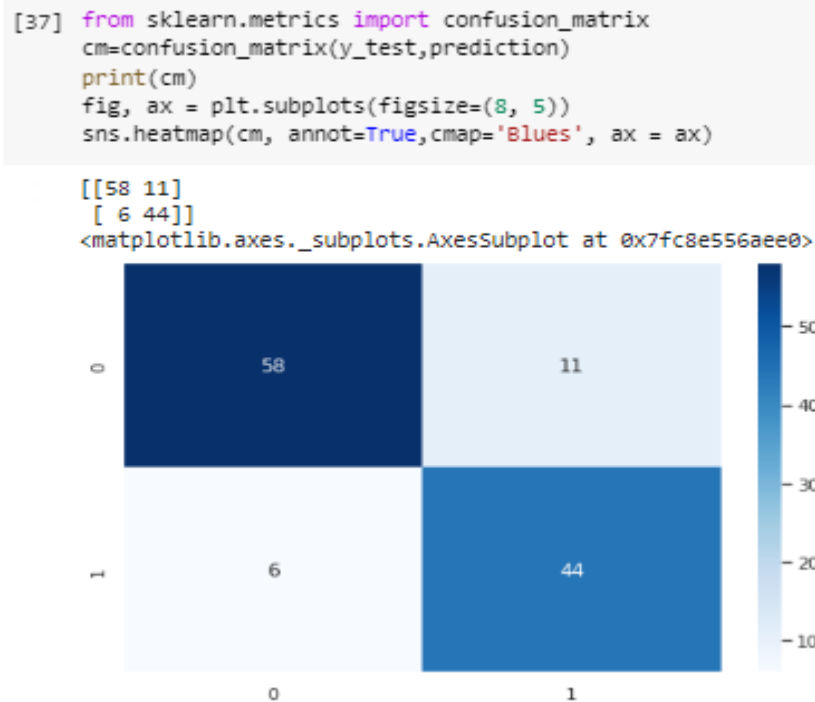 [37] from sklearn.metrics import confusion_matrix
cm=confusion_matrix(y_test,prediction)
print(cm)
fig, ax = plt.subplots(figsize=(8, 5))
sns.heatmap(cm, annot=True,cmap='Blues', ax = ax)
[[58 11]
[ 6 44]]
<matplotlib.axes._subplots.AxesSubplot at 0x7fc8e556aee0>
50
0 58 11
40
30
1 6 44
20
10
0 1